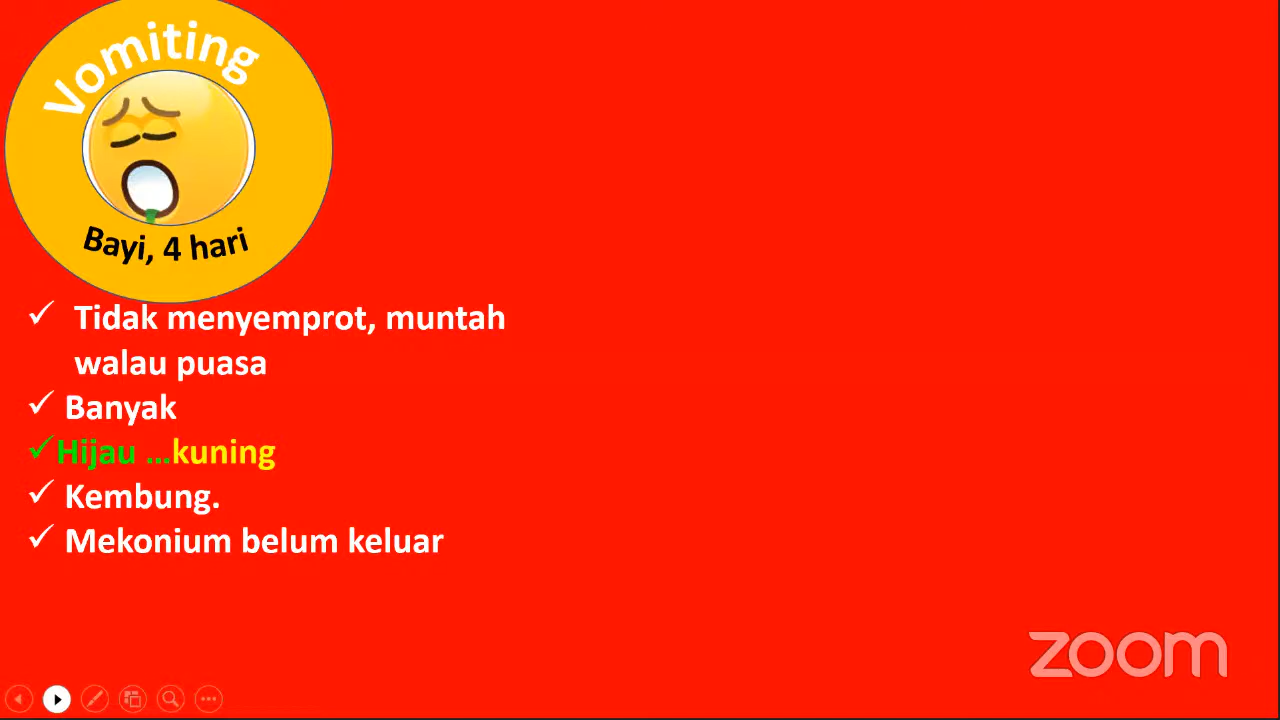 Vomiting
Bayi, 4 hari
✓ Tidak menyemprot, muntah
walau puasa
✓ Banyak
✓ Hijau ...kuning
✓ Kembung.
✓ Mekonium belum keluar
zoom